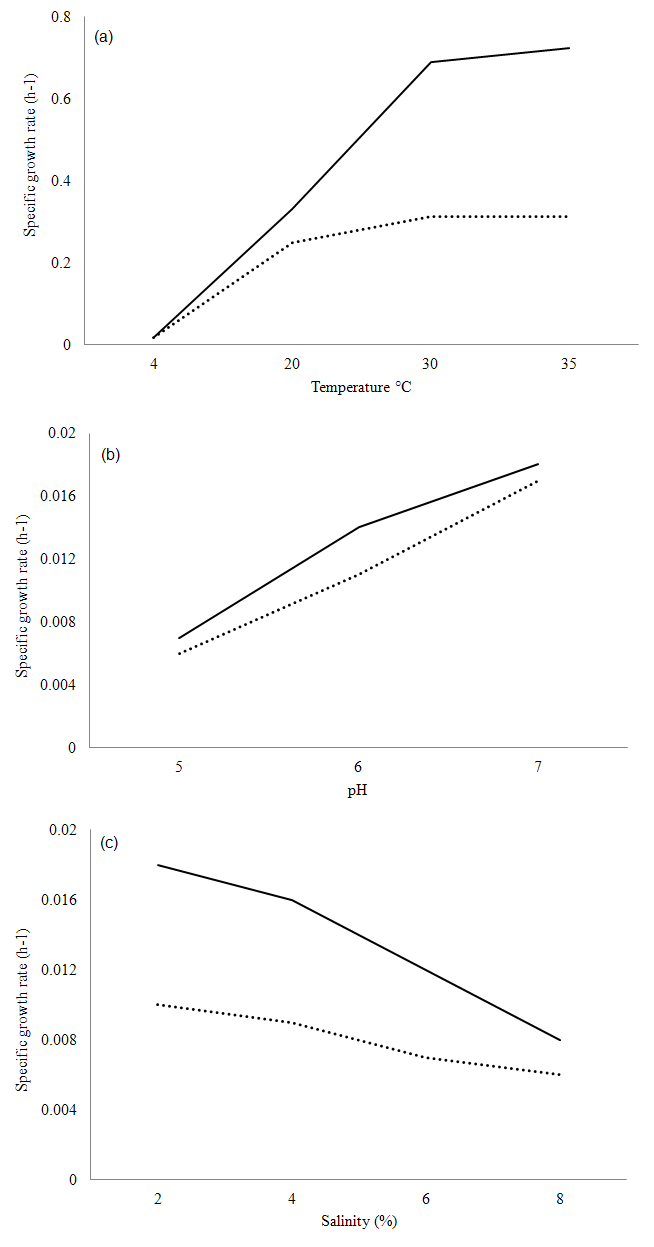 (a)
Specific growth rate (h-1)
0.8
0.6
0.4
0.2
0
4 20 30 35
Temperature °C
(b)
Specific growth rate (h-1)
0.02
0.016
0.012
0.008
0.004
0
5 6 7
pH
(c)
Specific growth rate (h-1)
0.02
0.016
0.012
0.008
0.004
0
2 4 6 8
Salinity (%)